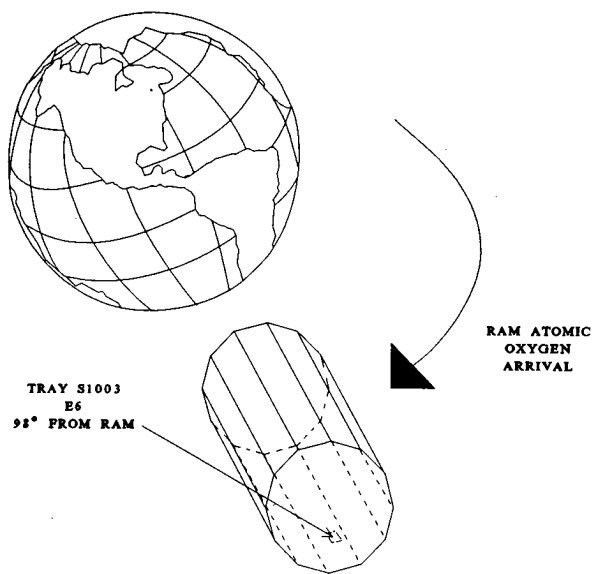 RAM ATOMIC
OXYGEN
ARRIVAL
TRAY S1003
E6
98° FROM RAM